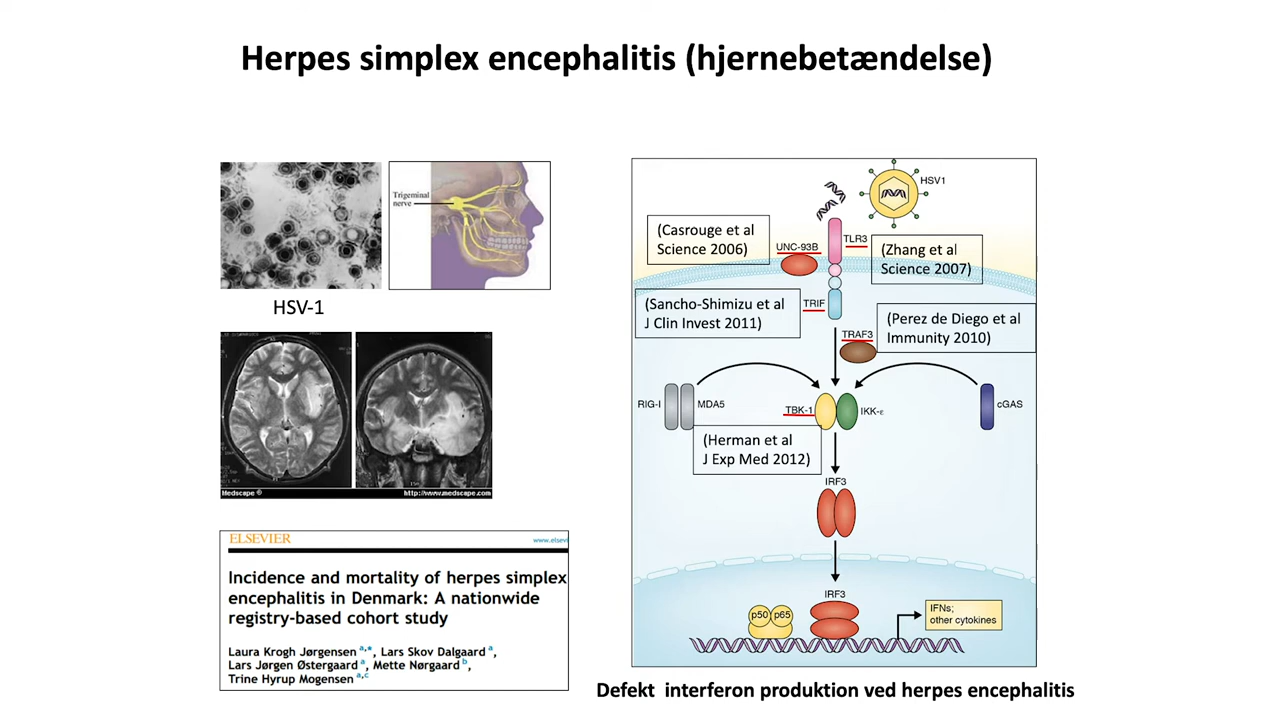 Herpes simplex encephalitis (hjernebetændelse)
Trigeminal
nerve
HSV-1
Medscape ®
http://www.medscape.com
ELSEVIER
www.elsevi
Incidence and mortality of herpes simplex
encephalitis in Denmark: A nationwide
registry-based cohort study
Laura Krogh Jørgensen a,*, Lars Skov Dalgaard a,
Lars Jørgen Østergaard a, Mette Nørgaard b,
Trine Hyrup Mogensen a,c
HSV1
(Casrouge et al
Science 2006)
UNC-93B
TLR3
(Zhang et al
Science 2007)
(Sancho-Shimizu et al
J Clin Invest 2011)
TRIF
(Perez de Diego et al
Immunity 2010)
TRAF3
RIG-I
MDA5
TBK-1
IKK-ε
cGAS
(Herman et al
J Exp Med 2012)
IRF3
IRF3
p50
p65
IFNs;
other cytokines
Defekt interferon produktion ved herpes encephalitis